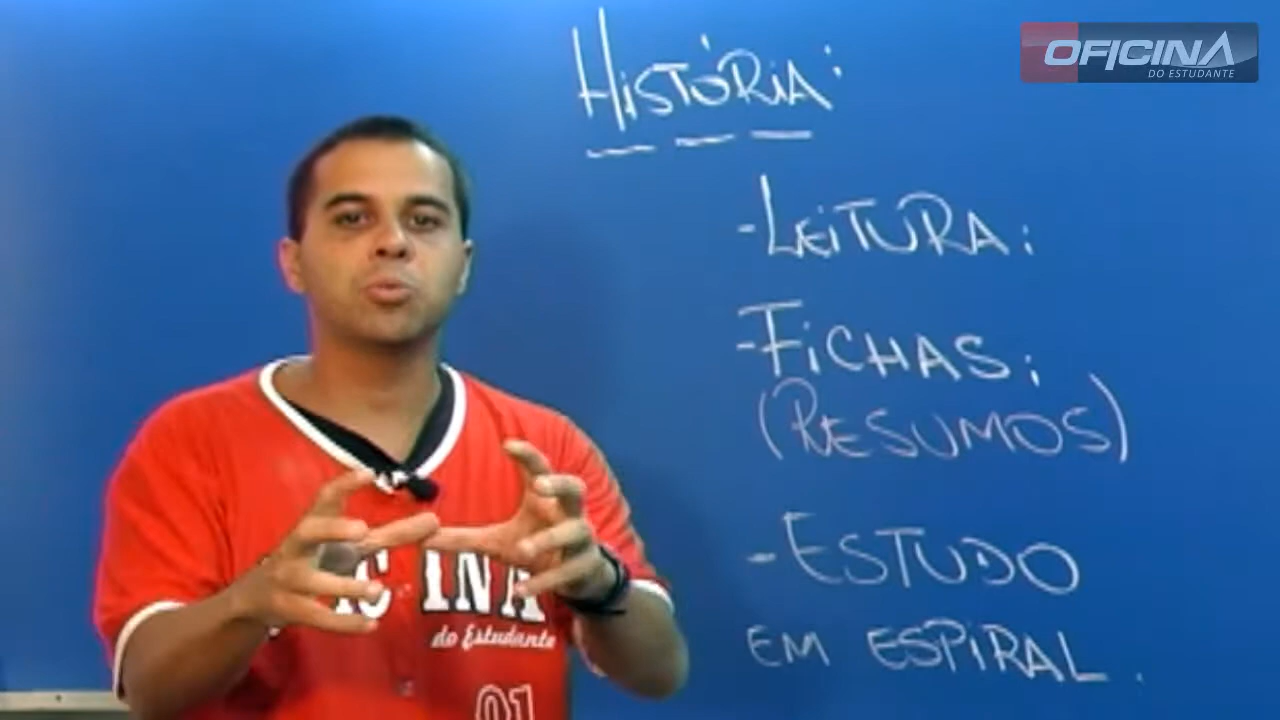 HISTÓRIA:
OFICINA
DO ESTUDANTE
- LEITURA:
- FICHAS:
(RESUMOS)
- ESTUDO
EM ESPIRAL.
do Estudante
01